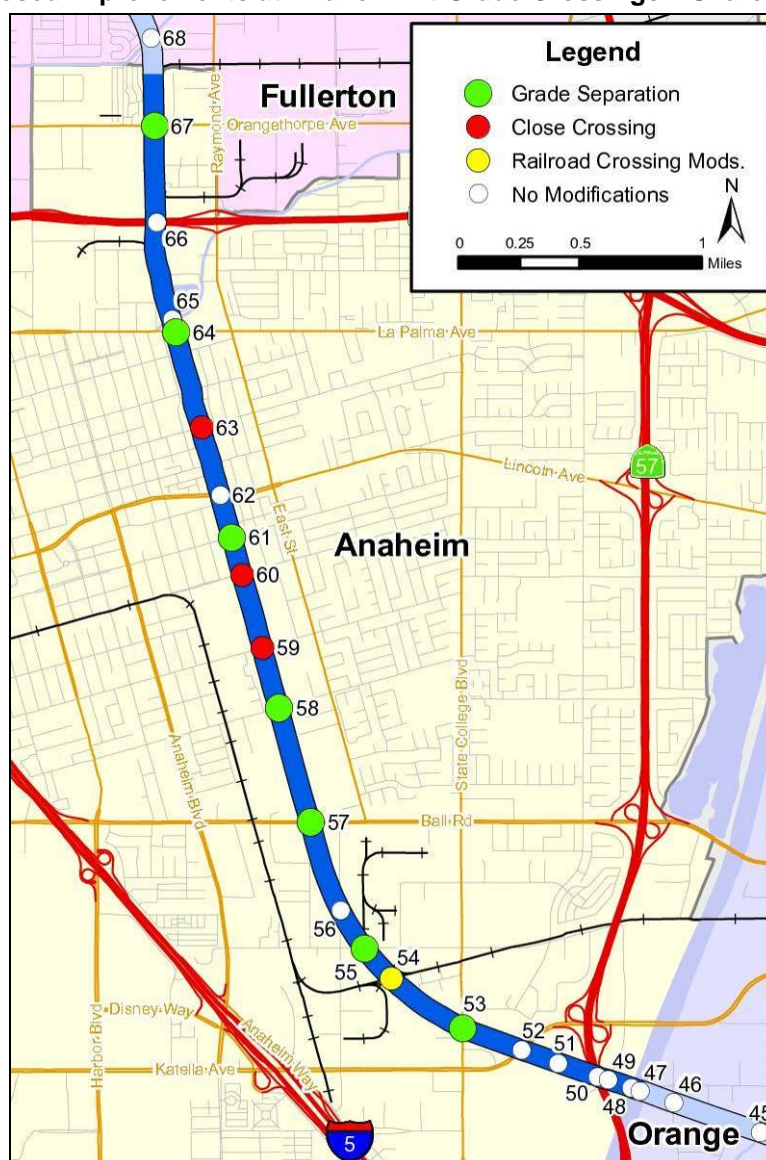 Improvements at
Legend
Grade Separation
Close Crossing
Railroad Crossing Mods.
No Modifications
N
0 0.25 0.5 1
Miles
68
Fullerton
Raymond Ave
67
Orangethorpe Ave
66
65
64
La Palma Ave
63
Lincoln Ave
57
62
61
East St
Anaheim
60
59
58
State College Blvd
Anaheim Blvd
57
Ball Rd
56
55
54
53
52
51
50
49
48
47
46
45
Disney Way
Harbor Blvd
Anaheim Way
Katella Ave
5
Orange